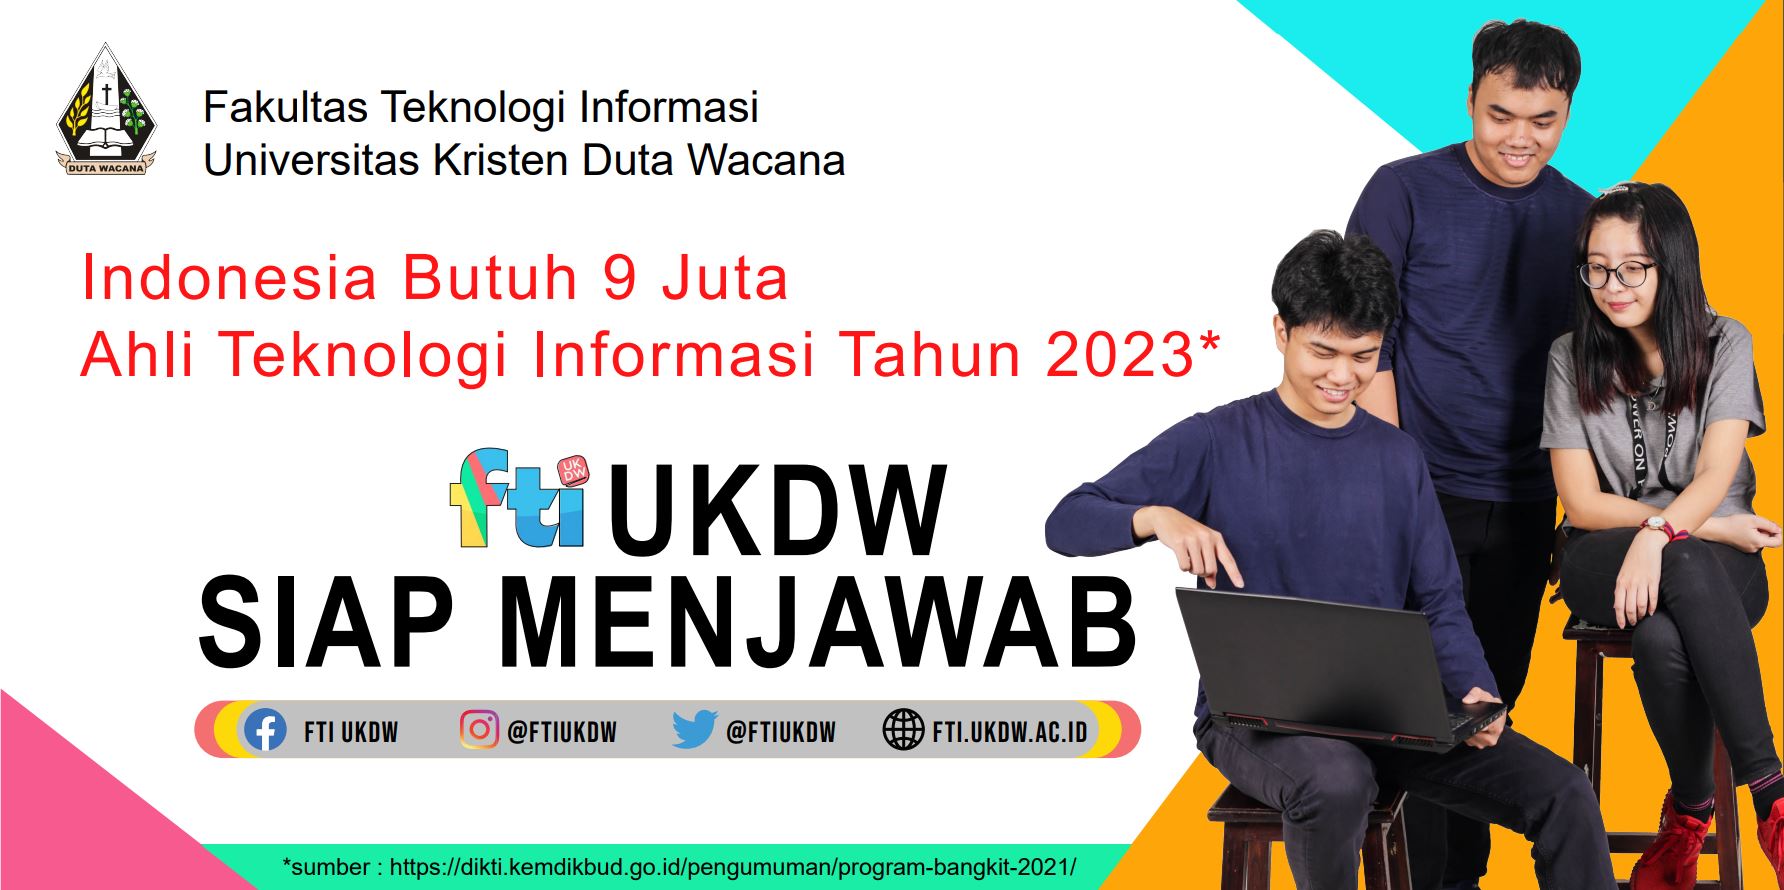 DUTA WACANA
Fakultas Teknologi Informasi
Universitas Kristen Duta Wacana
Indonesia Butuh 9 Juta
Ahli Teknologi Informasi Tahun 2023*
fti UK DW UKDW
SIAP MENJAWAB
FTI UKDW @FTIUKDW @FTIUKDW FTI.UKDW.AC.ID
*sumber : https://dikti.kemdikbud.go.id/pengumuman/program-bangkit-2021/